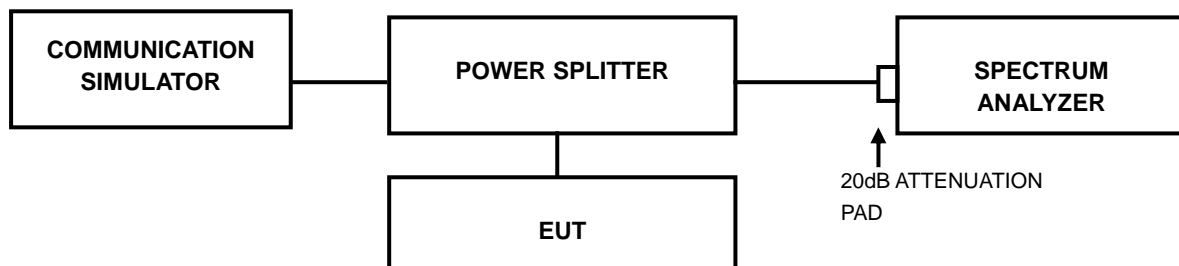 COMMUNICATION
SIMULATOR
POWER SPLITTER
SPECTRUM
ANALYZER
20dB ATTENUATION
PAD
EUT